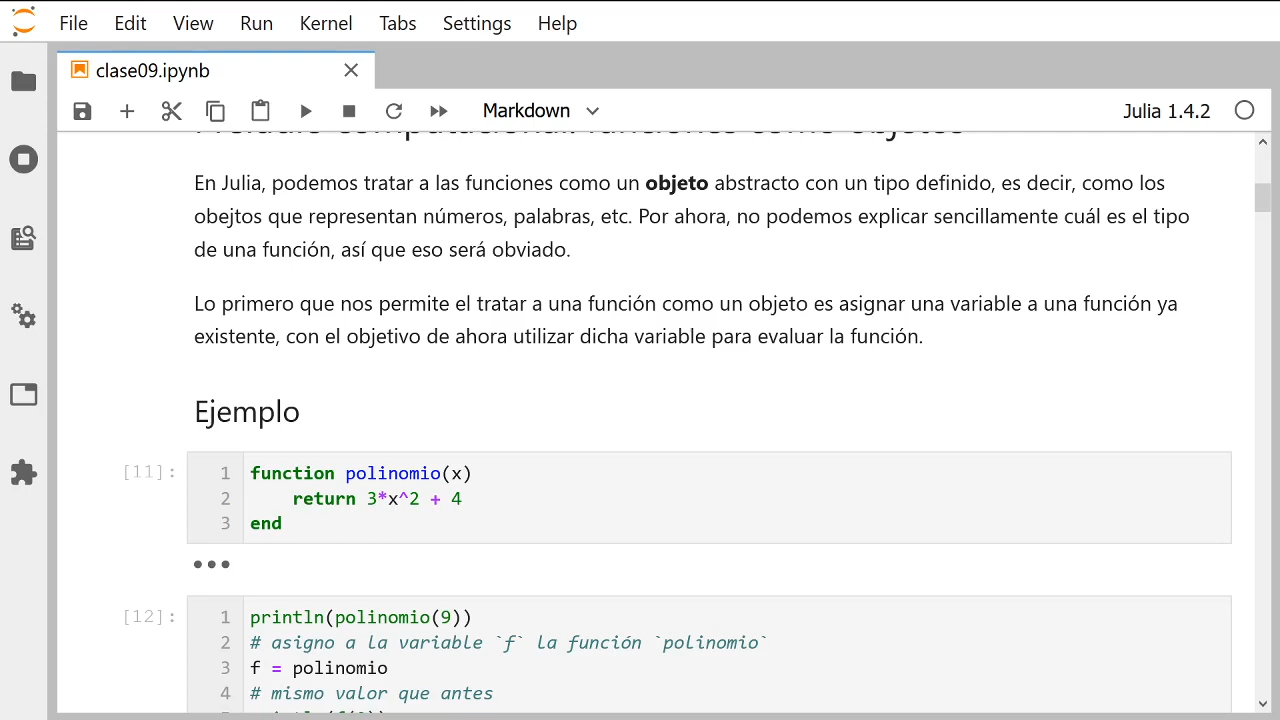 File Edit View Run Kernel Tabs Settings Help
clase09.ipynb
Markdown
Julia 1.4.2
Preludio computacional: funciones como objetos
En Julia, podemos tratar a las funciones como un objeto abstracto con un tipo definido, es decir, como los
obejtos que representan números, palabras, etc. Por ahora, no podemos explicar sencillamente cuál es el tipo
de una función, así que eso será obviado.
Lo primero que nos permite el tratar a una función como un objeto es asignar una variable a una función ya
existente, con el objetivo de ahora utilizar dicha variable para evaluar la función.
Ejemplo
[11]:
1 function polinomio(x)
2 return 3*x^2 + 4
3 end
[12]:
1 println(polinomio(9))
2 # asigno a la variable `f` la función `polinomio`
3 f = polinomio
4 # mismo valor que antes